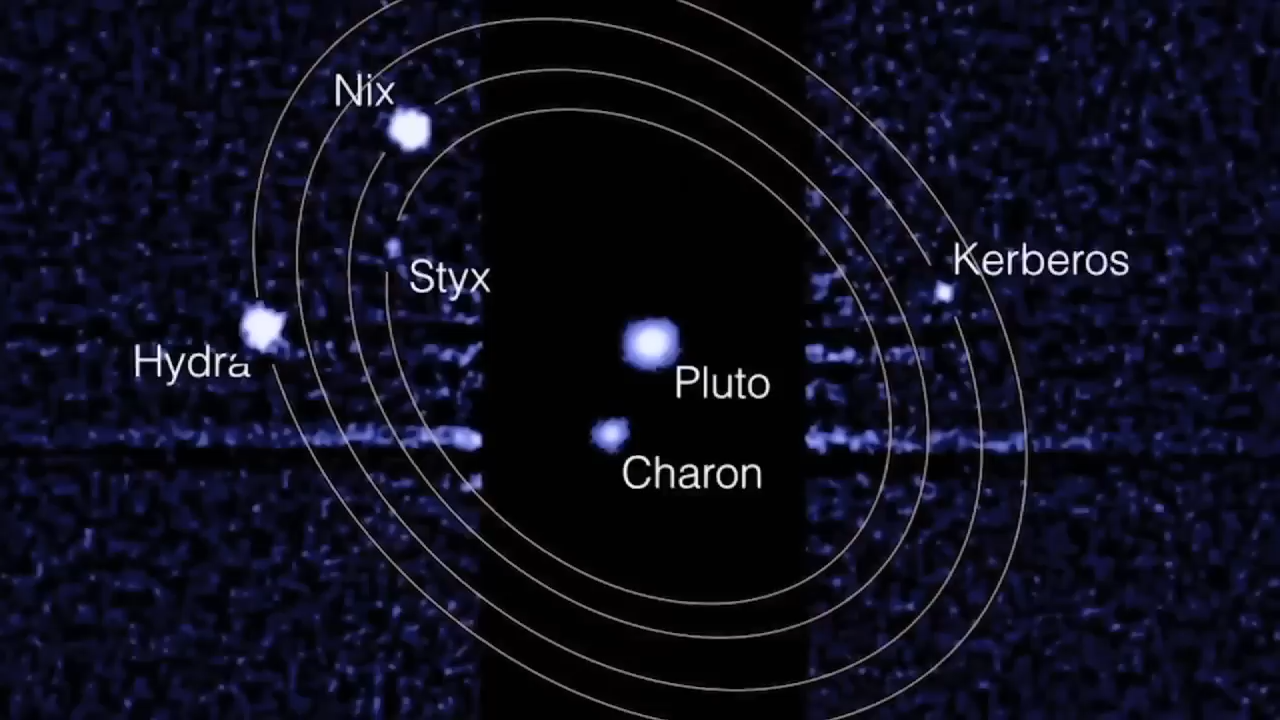 Nix
Kerberos
Styx
Hydra
Pluto
Charon